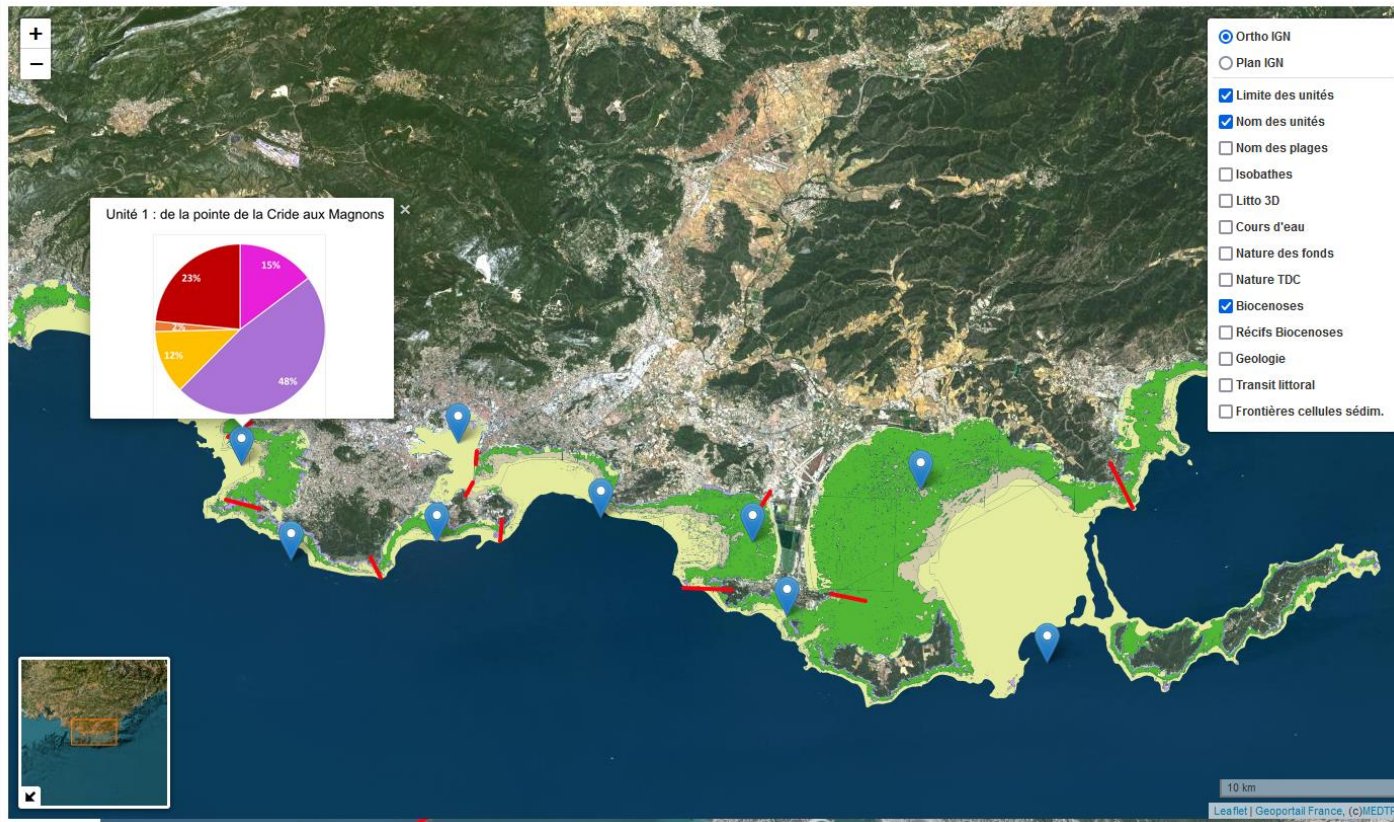 +
−
Unité 1 : de la pointe de la Cride aux Magnons
×
23%
15%
2%
12%
48%
Ortho IGN
Plan IGN
Limite des unités
Nom des unités
Nom des plages
Isobathes
Litto 3D
Cours d'eau
Nature des fonds
Nature TDC
Biocenoses
Récifs Biocenoses
Geologie
Transit littoral
Frontières cellules sédim.
10 km
Leaflet | Geoportail France, (c)MEDTR